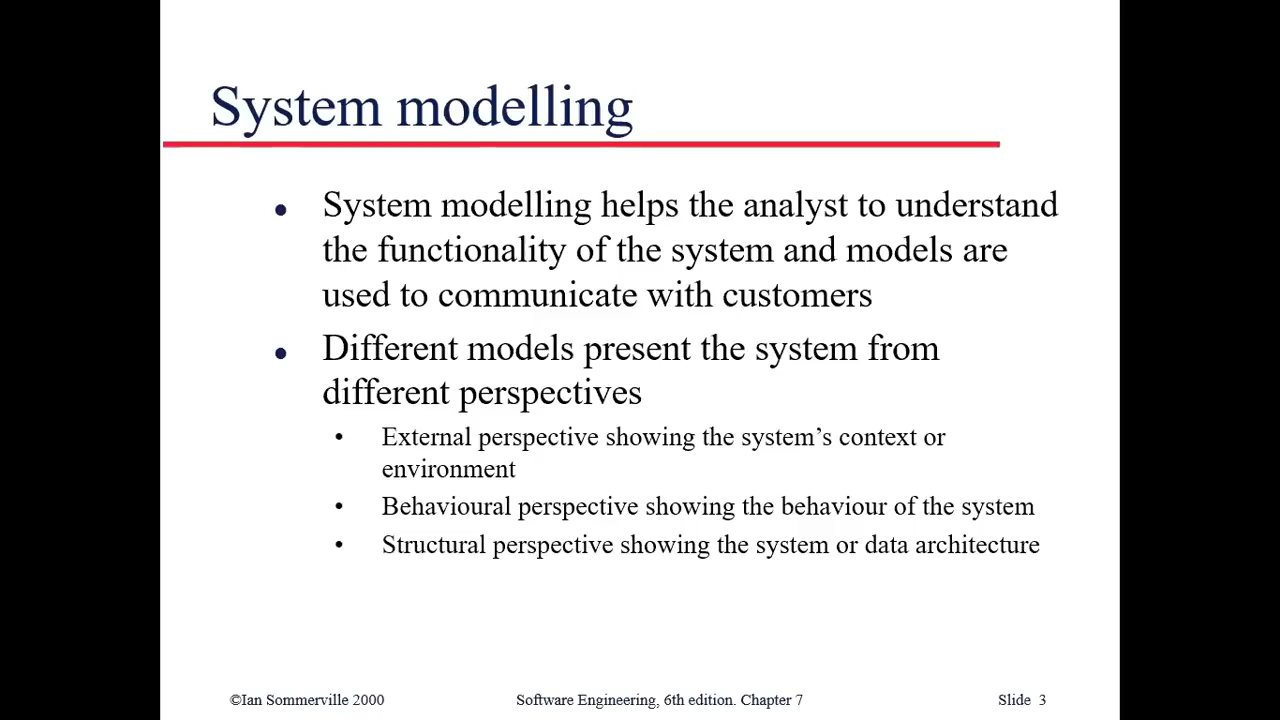 System modelling
● System modelling helps the analyst to understand
the functionality of the system and models are
used to communicate with customers
● Different models present the system from
different perspectives
• External perspective showing the system’s context or
environment
• Behavioural perspective showing the behaviour of the system
• Structural perspective showing the system or data architecture
©Ian Sommerville 2000 Software Engineering, 6th edition. Chapter 7 Slide 3